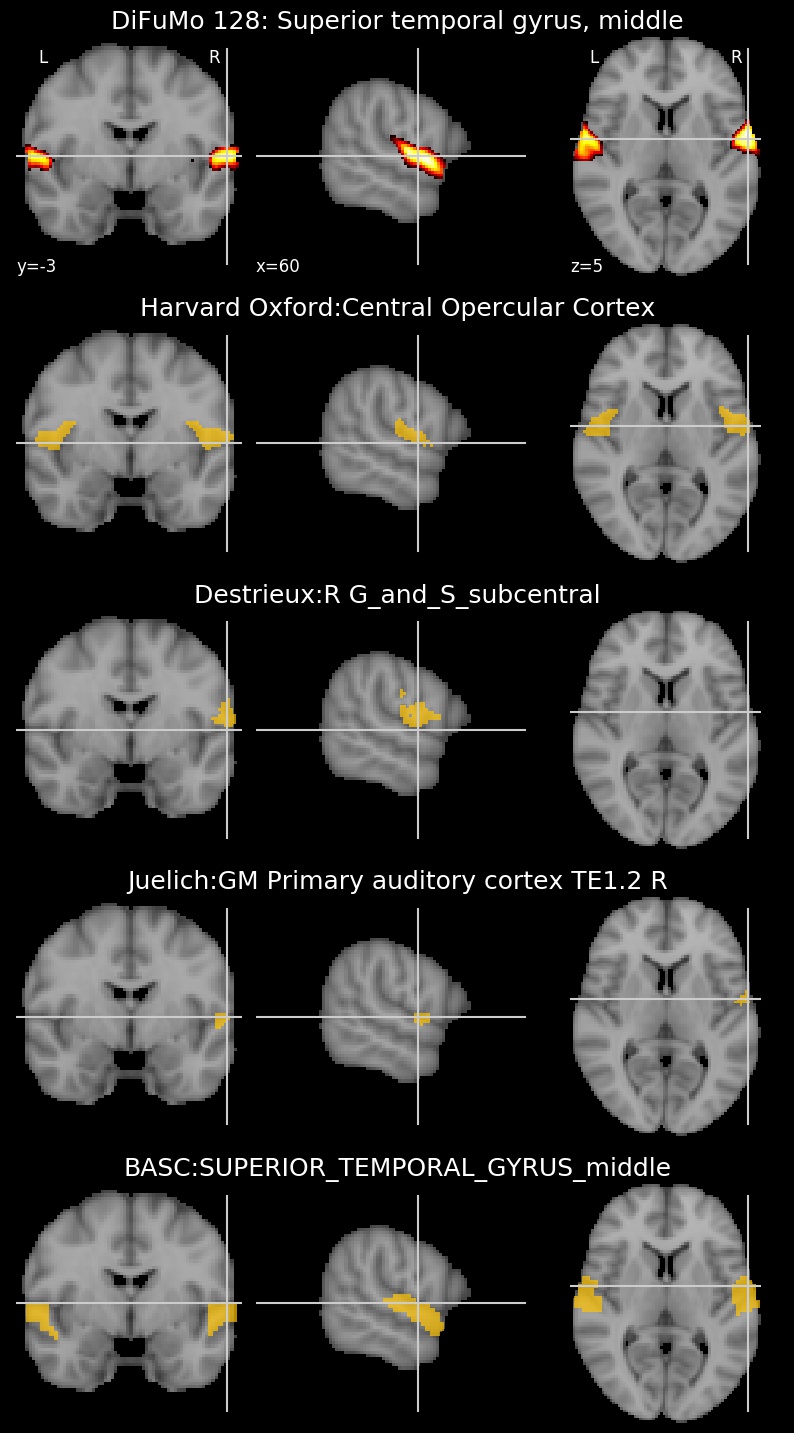 DiFuMo 128: Superior temporal gyrus, middle
L R L R
y=-3 x=60 z=5
Harvard Oxford:Central Opercular Cortex
Destrieux:R G_and_S_subcentral
Juelich:GM Primary auditory cortex TE1.2 R
BASC:SUPERIOR_TEMPORAL_GYRUS_middle